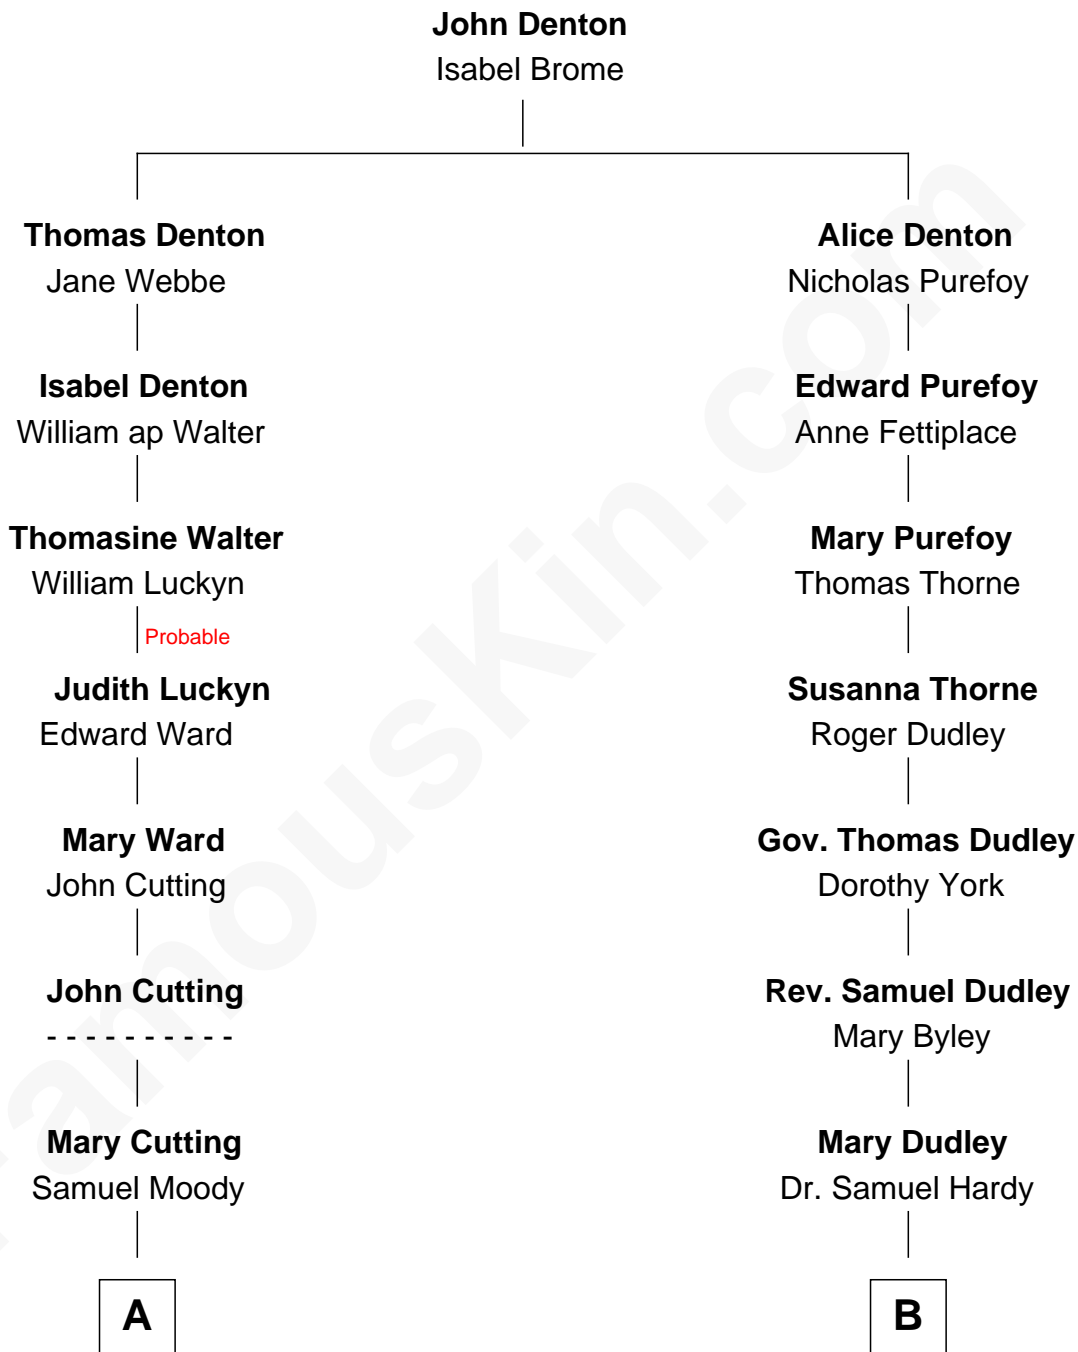 John Denton
Isabel Brome
Thomas Denton
Jane Webbe
Isabel Denton
William ap Walter
Thomasine Walter
William Luckyn
Probable
Judith Luckyn
Edward Ward
Mary Ward
John Cutting
John Cutting
- - - - - - - - - -
Mary Cutting
Samuel Moody
A
Alice Denton
Nicholas Purefoy
Edward Purefoy
Anne Fettiplace
Mary Purefoy
Thomas Thorne
Susanna Thorne
Roger Dudley
Gov. Thomas Dudley
Dorothy York
Rev. Samuel Dudley
Mary Byley
Mary Dudley
Dr. Samuel Hardy
B
FamousKin.com